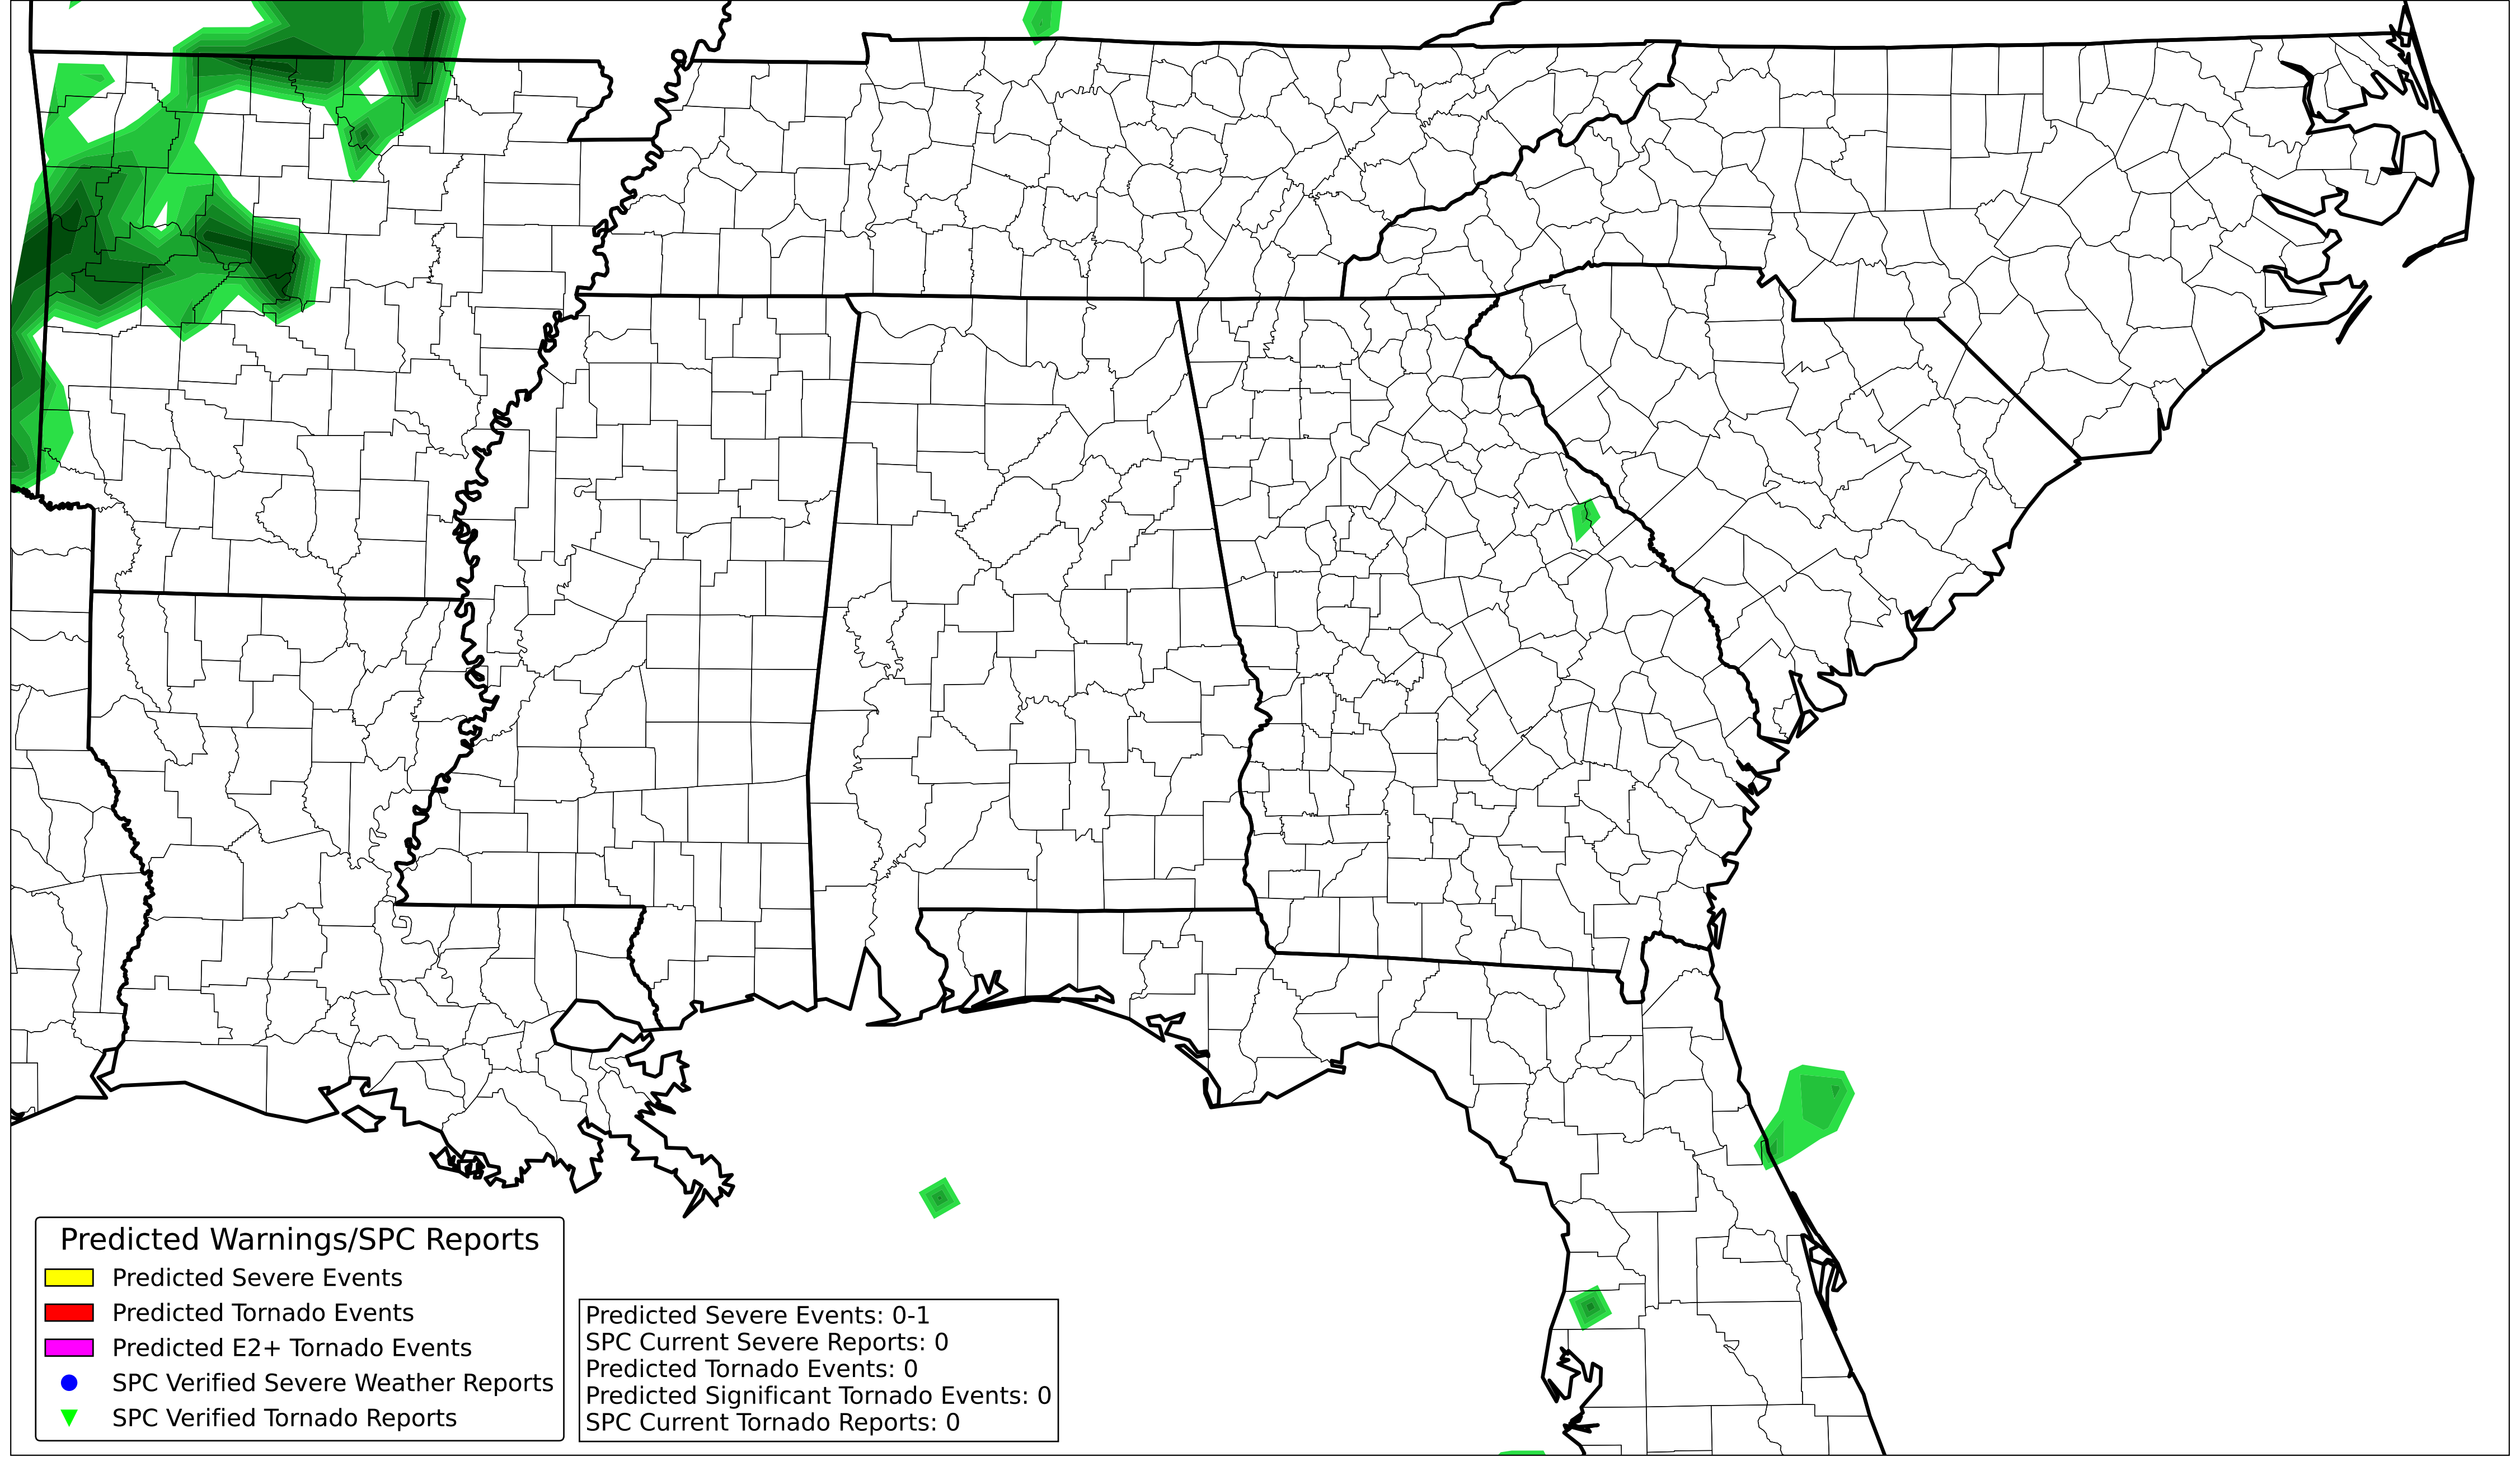 Predicted Warnings/SPC Reports
Predicted Severe Events
Predicted Tornado Events
Predicted E2+ Tornado Events
SPC Verified Severe Weather Reports
SPC Verified Tornado Reports
Predicted Severe Events: 0-1
SPC Current Severe Reports: 0
Predicted Tornado Events: 0
Predicted Significant Tornado Events: 0
SPC Current Tornado Reports: 0